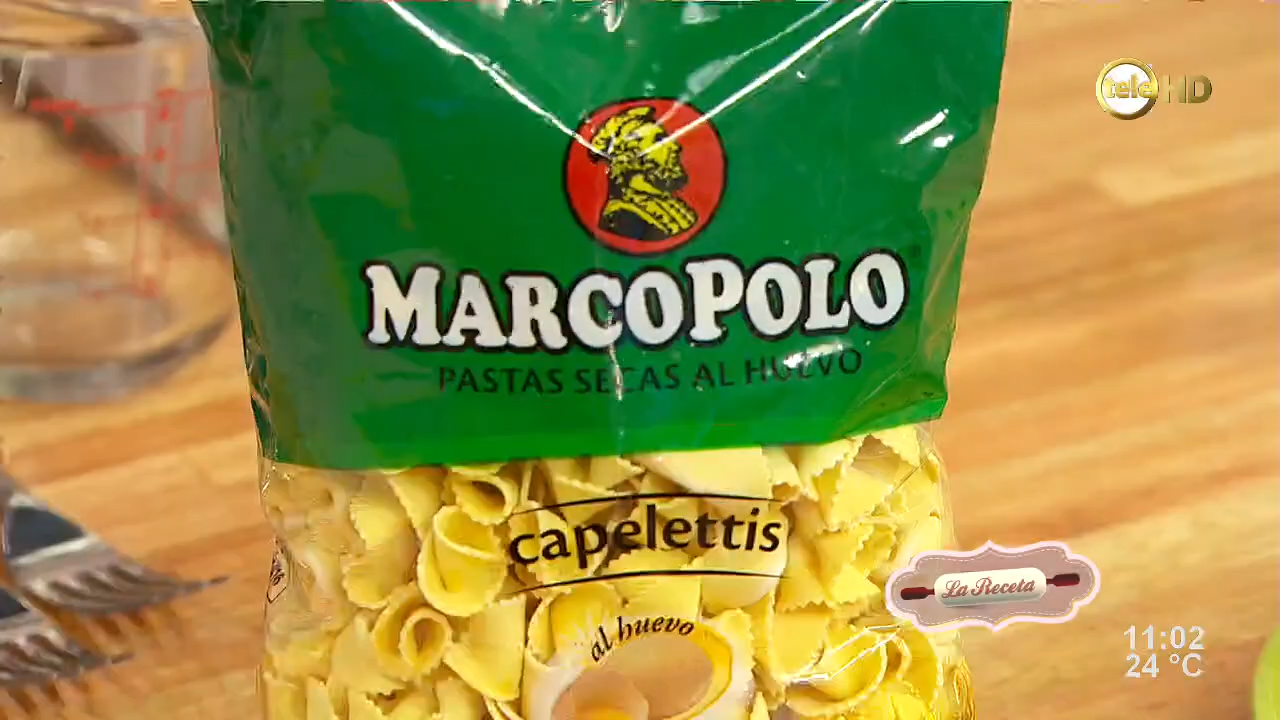 tele HD
MARCOPOLO
PASTAS SECAS AL HUEVO
capelettis
al huevo
La Receta
11:02
24 °C